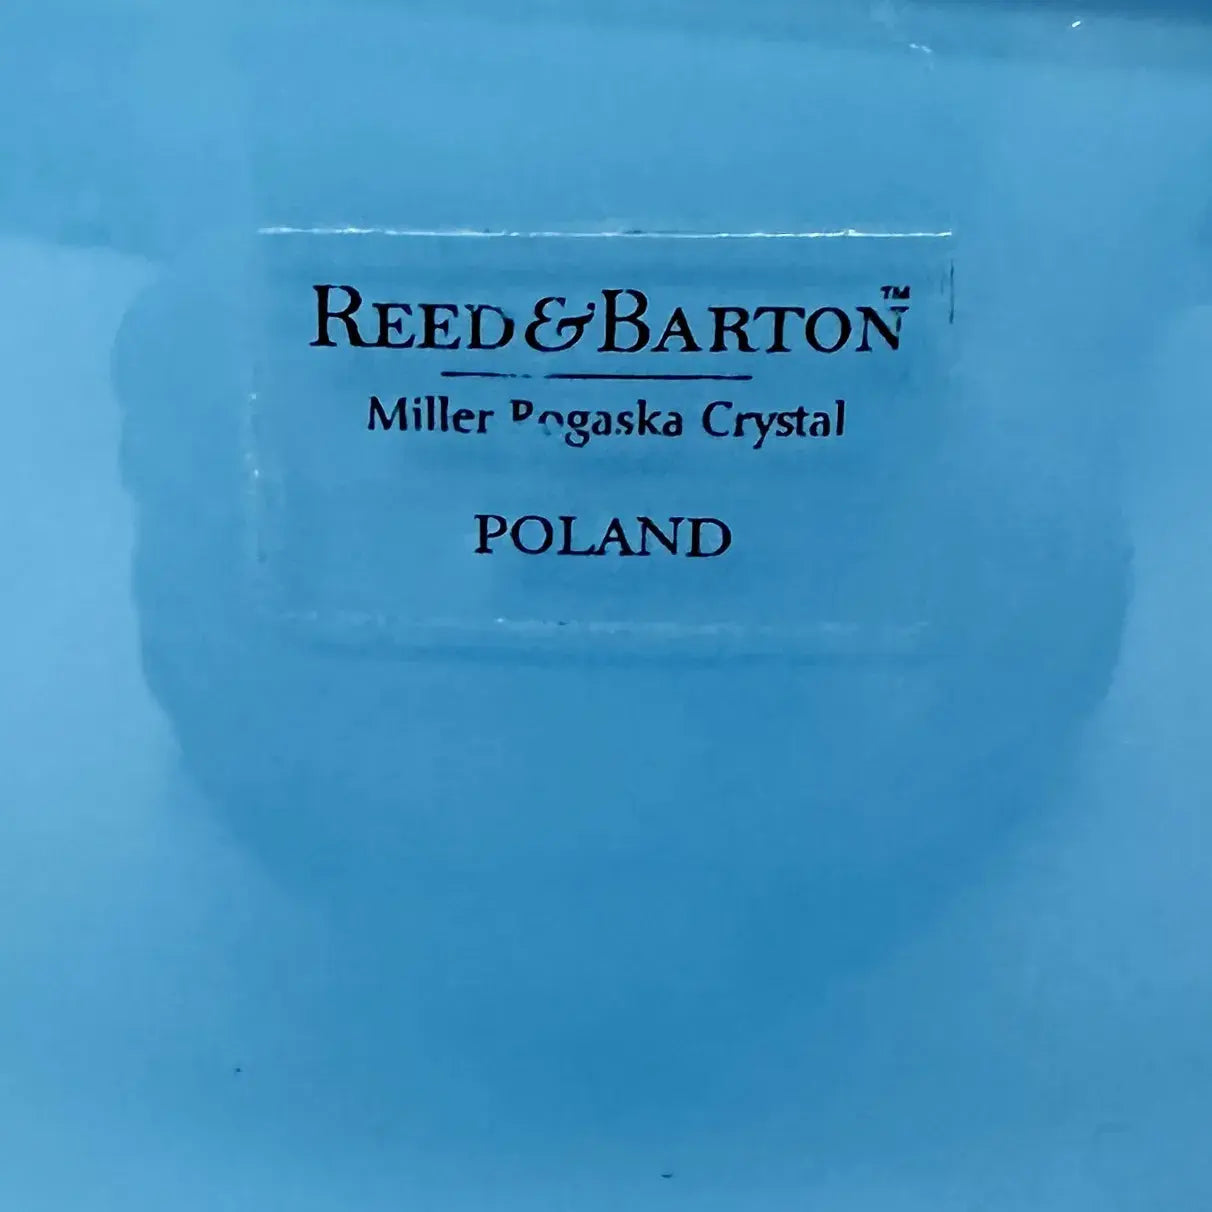 REED & BARTON™
Miller Rogaska Crystal
POLAND